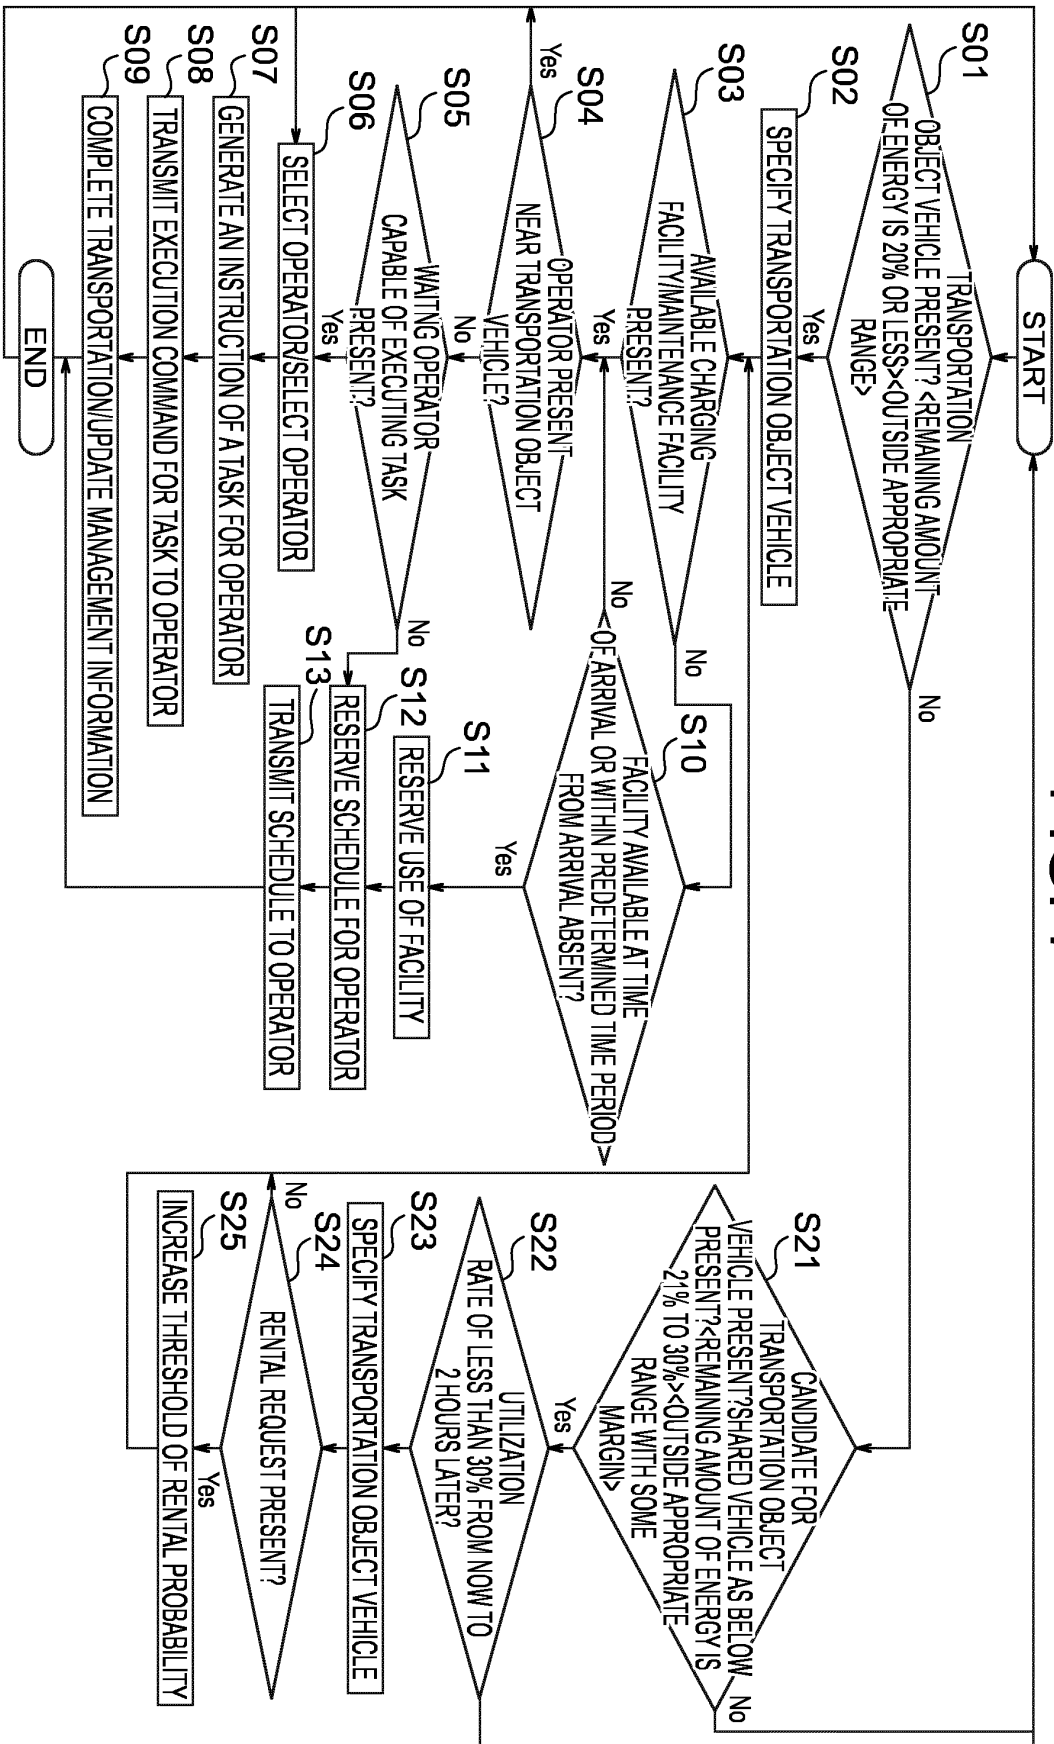 START
S01
TRANSPORTATION
OBJECT VEHICLE PRESENT? <REMAINING AMOUNT
OF ENERGY IS 20% OR LESS><OUTSIDE APPROPRIATE
RANGE>
No
Yes
S02
SPECIFY TRANSPORTATION OBJECT VEHICLE
S03
AVAILABLE CHARGING
FACILITY/MAINTENANCE FACILITY
PRESENT?
No
Yes
S04
OPERATOR PRESENT
NEAR TRANSPORTATION OBJECT
VEHICLE?
Yes
No
S05
WAITING OPERATOR
CAPABLE OF EXECUTING TASK
PRESENT?
No
Yes
S06
SELECT OPERATOR/SELECT OPERATOR
S07
GENERATE AN INSTRUCTION OF A TASK FOR OPERATOR
S08
TRANSMIT EXECUTION COMMAND FOR TASK TO OPERATOR
S09
COMPLETE TRANSPORTATION/UPDATE MANAGEMENT INFORMATION
END
S10
FACILITY AVAILABLE AT TIME
OF ARRIVAL OR WITHIN PREDETERMINED TIME PERIOD
FROM ARRIVAL ABSENT?
No
Yes
S11
RESERVE USE OF FACILITY
S12
RESERVE SCHEDULE FOR OPERATOR
S13
TRANSMIT SCHEDULE TO OPERATOR
S21
CANDIDATE FOR
TRANSPORTATION OBJECT
VEHICLE PRESENT?SHARED VEHICLE AS BELOW
PRESENT?<REMAINING AMOUNT OF ENERGY IS
21% TO 30%><OUTSIDE APPROPRIATE
RANGE WITH SOME
MARGIN>
No
Yes
S22
UTILIZATION
RATE OF LESS THAN 30% FROM NOW TO
2 HOURS LATER?
S23
SPECIFY TRANSPORTATION OBJECT VEHICLE
S24
RENTAL REQUEST PRESENT?
No
Yes
S25
INCREASE THRESHOLD OF RENTAL PROBABILITY